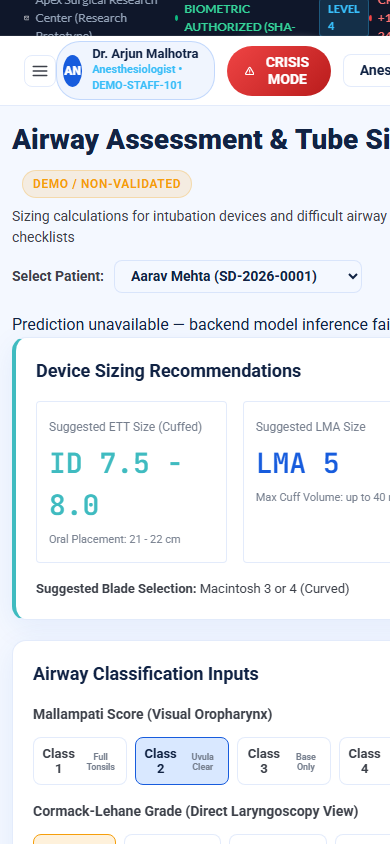 Apex Surgical Research
Center (Research
Prototype)
BIOMETRIC
AUTHORIZED (SHA-
LEVEL
4
+1
AN
Dr. Arjun Malhotra
Anesthesiologist •
DEMO-STAFF-101
CRISIS
MODE
Anes
Airway Assessment & Tube Si
DEMO / NON-VALIDATED
Sizing calculations for intubation devices and difficult airway
checklists
Select Patient:
Aarav Mehta (SD-2026-0001)
Prediction unavailable — backend model inference fai
Device Sizing Recommendations
Suggested ETT Size (Cuffed)
ID 7.5 -
8.0
Oral Placement: 21 - 22 cm
Suggested LMA Size
LMA 5
Max Cuff Volume: up to 40
Suggested Blade Selection: Macintosh 3 or 4 (Curved)
Airway Classification Inputs
Mallampati Score (Visual Oropharynx)
Class
1
Full
Tonsils
Class
2
Uvula
Clear
Class
3
Base
Only
Class
4
Cormack-Lehane Grade (Direct Laryngoscopy View)